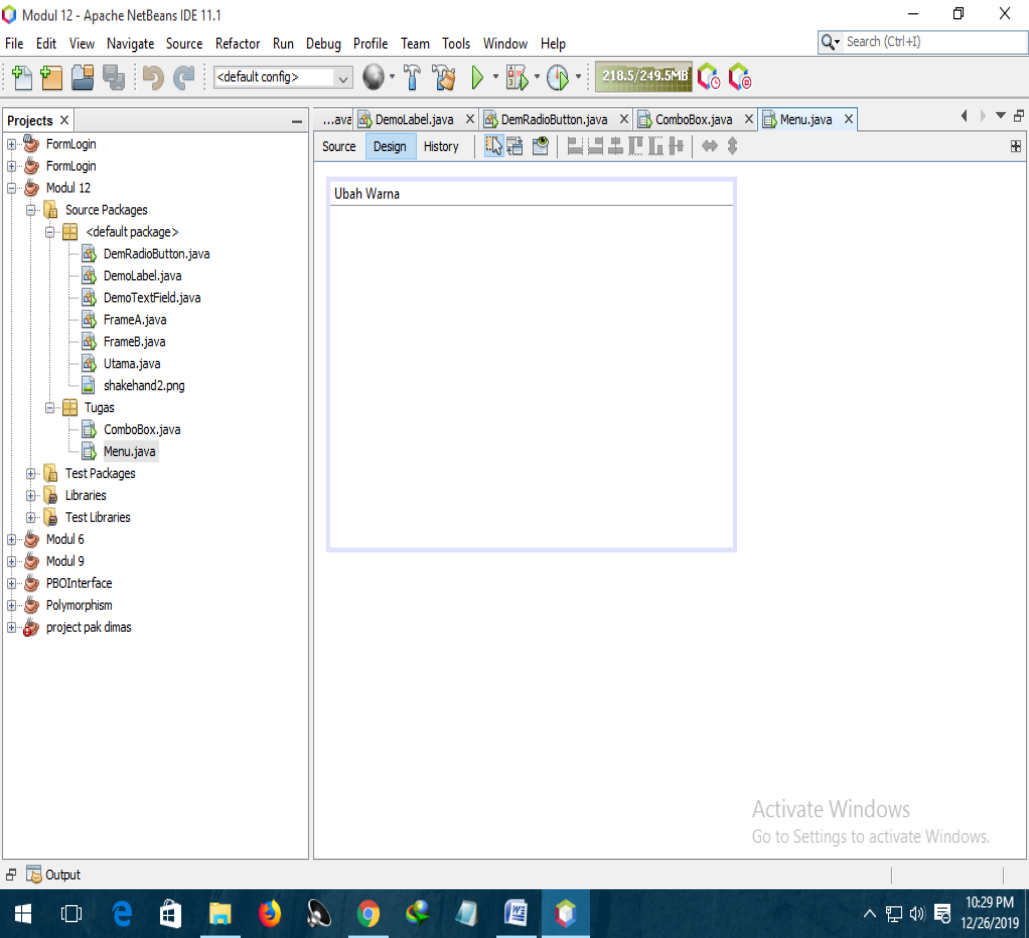 Modul 12 - Apache NetBeans IDE 11.1
File Edit View Navigate Source Refactor Run Debug Profile Team Tools Window Help
Search (Ctrl+I)
<default config>
218.5/249.5MB
Projects
...ava DemoLabel.java DemRadioButton.java ComboBox.java Menu.java
Source Design History
FormLogin
FormLogin
Modul 12
Source Packages
<default package>
DemRadioButton.java
DemoLabel.java
DemoTextField.java
FrameA.java
FrameB.java
Utama.java
shakehand2.png
Tugas
ComboBox.java
Menu.java
Test Packages
Libraries
Test Libraries
Modul 6
Modul 9
PBOInterface
Polymorphism
project pak dimas
Ubah Warna
Activate Windows
Go to Settings to activate Windows.
Output
10:29 PM
12/26/2019